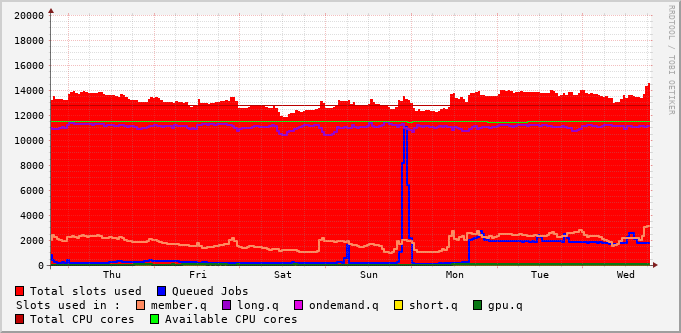 RRDTOOL / TOBI OETIKER
20000
18000
16000
14000
12000
10000
8000
6000
4000
2000
0
Thu Fri Sat Sun Mon Tue Wed
Total slots used Queued Jobs
Slots used in : member.q long.q ondemand.q short.q gpu.q
Total CPU cores Available CPU cores